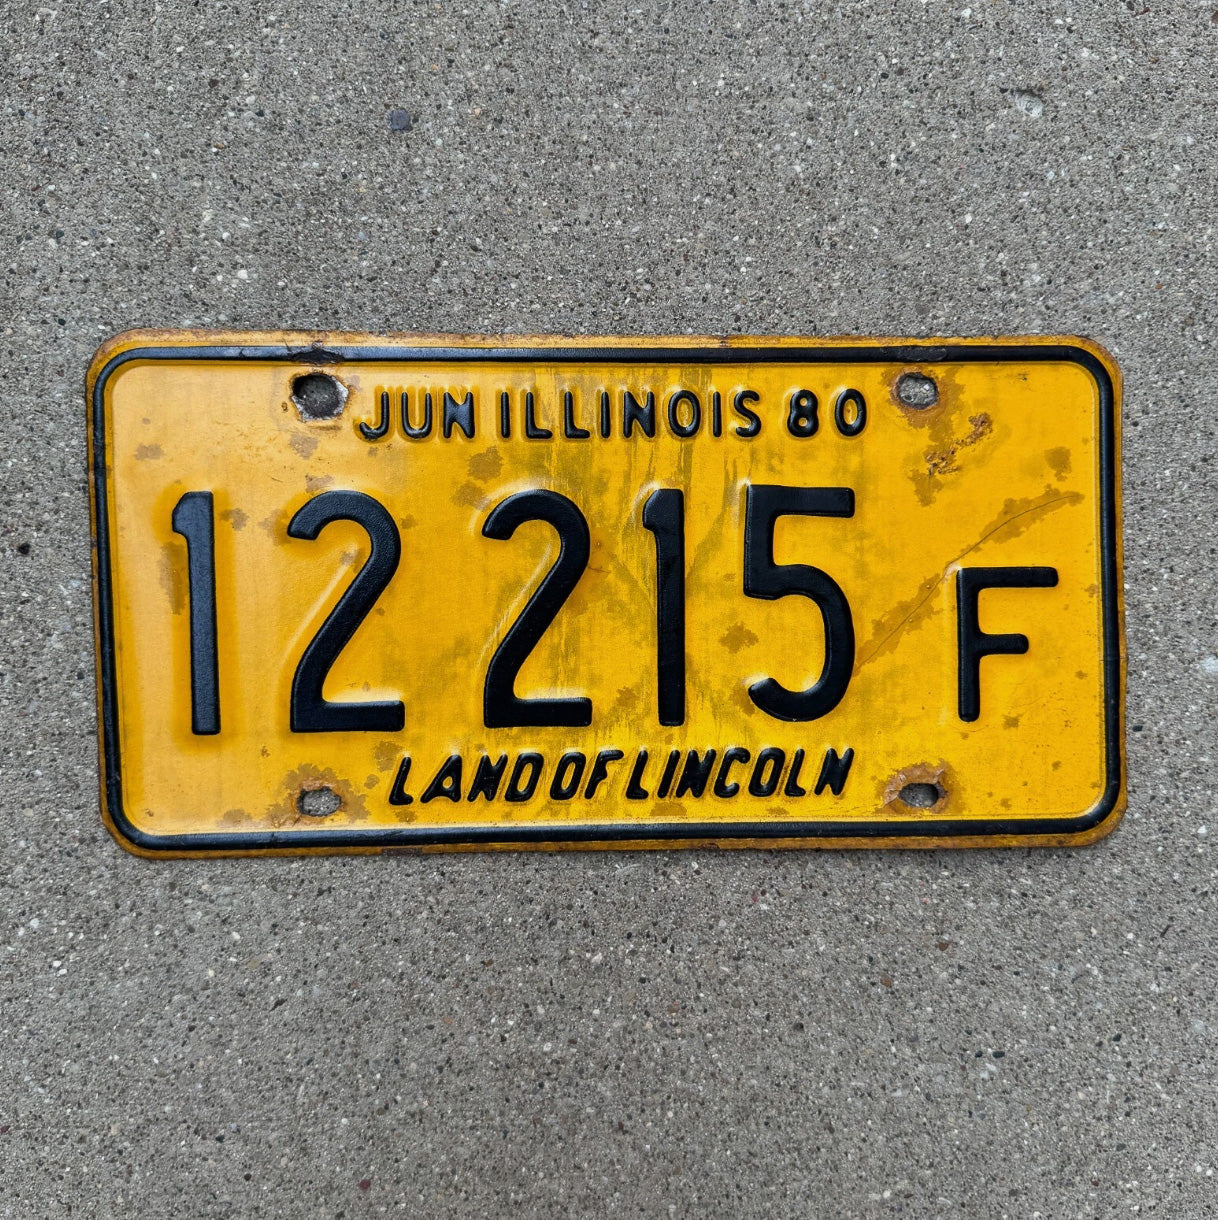 JUN ILLINOIS 80
12 215 F
LAND OF LINCOLN